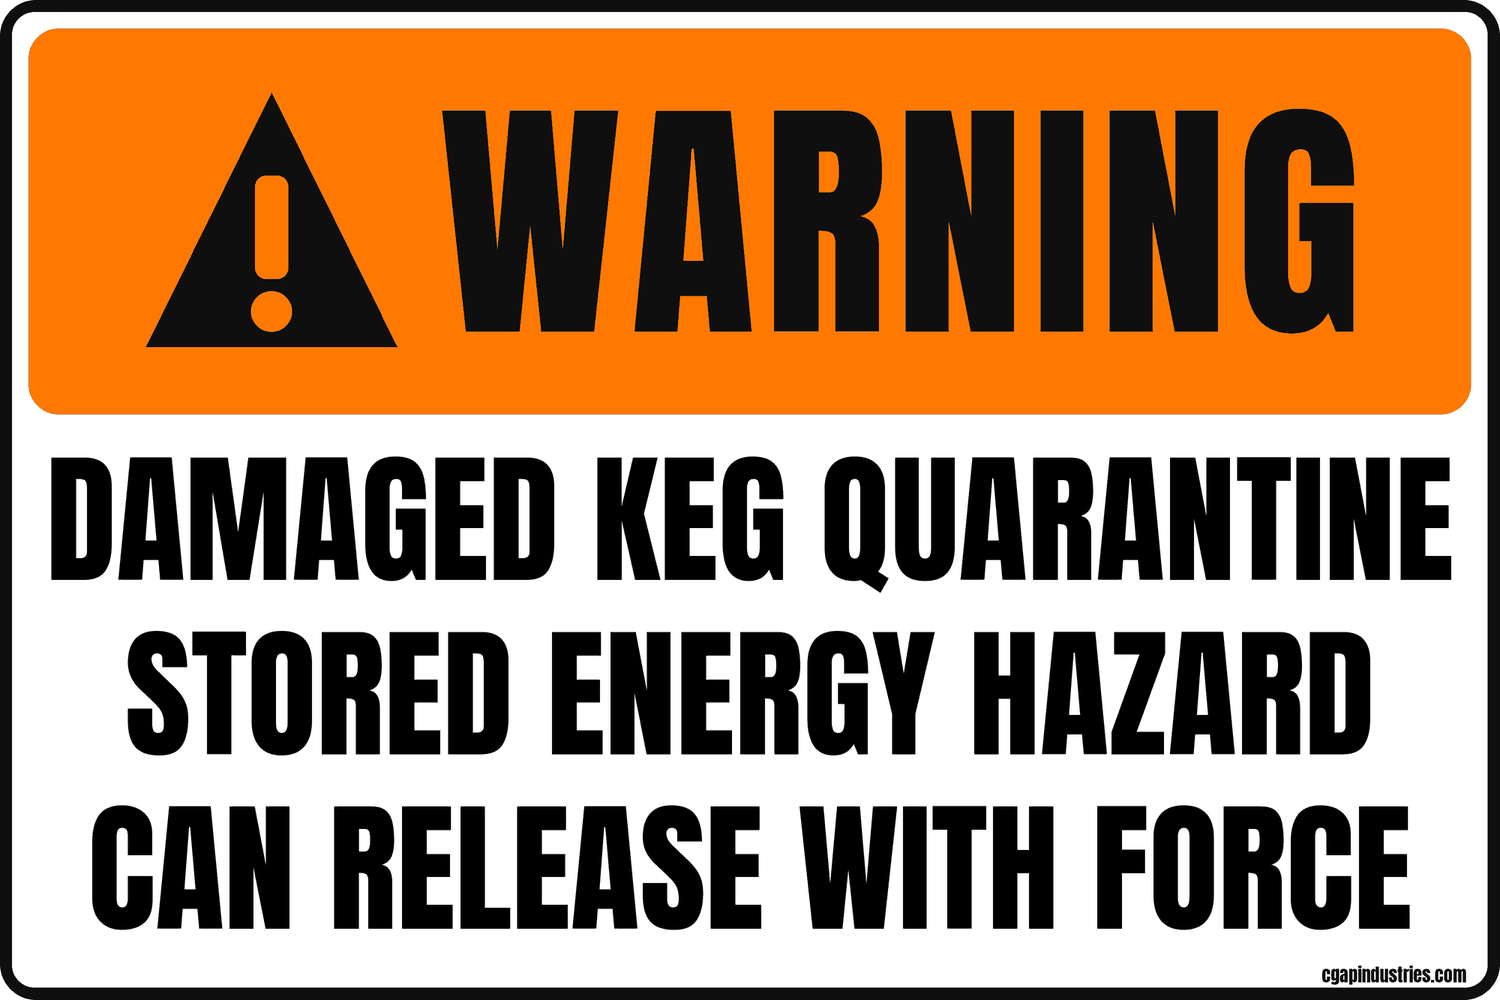 WARNING
DAMAGED KEG QUARANTINE
STORED ENERGY HAZARD
CAN RELEASE WITH FORCE
cgapindustries.com